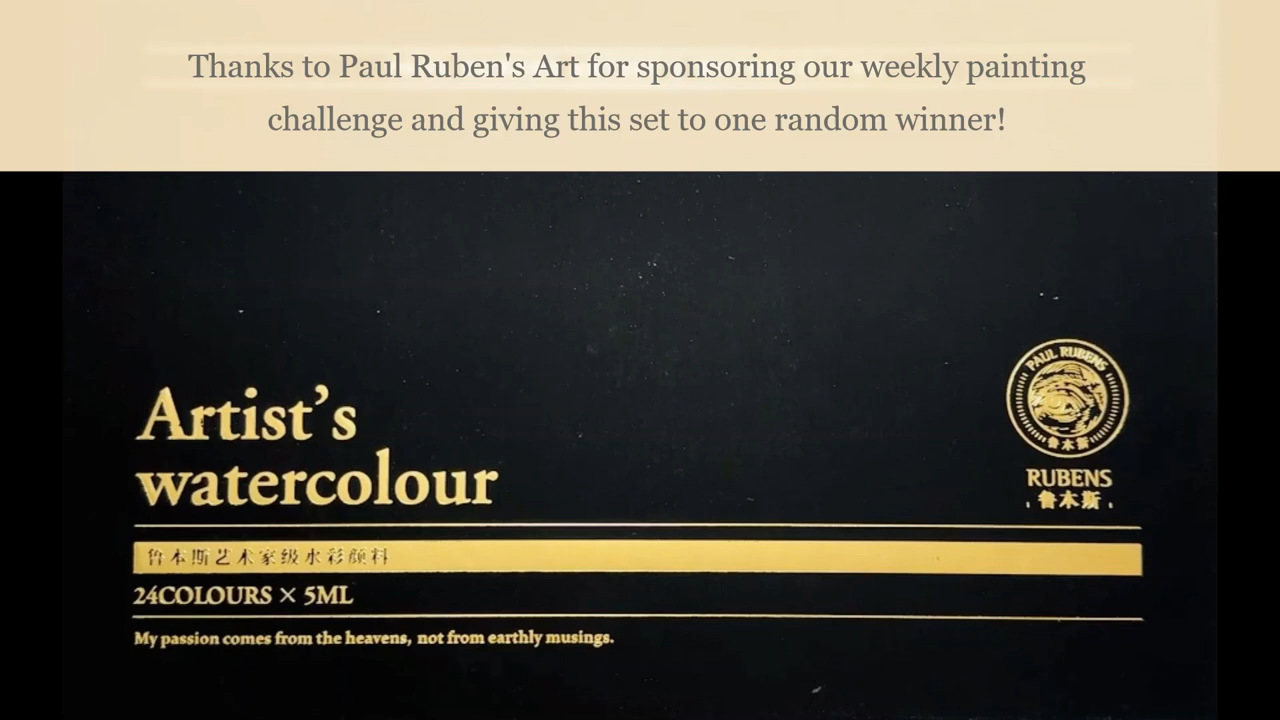 Thanks to Paul Ruben's Art for sponsoring our weekly painting
challenge and giving this set to one random winner!
PAUL RUBENS
鲁本斯
RUBENS
鲁本斯
Artist's
watercolour
鲁本斯艺术家级水彩颜料
24COLOURS × 5ML
My passion comes from the heavens, not from earthly musings.